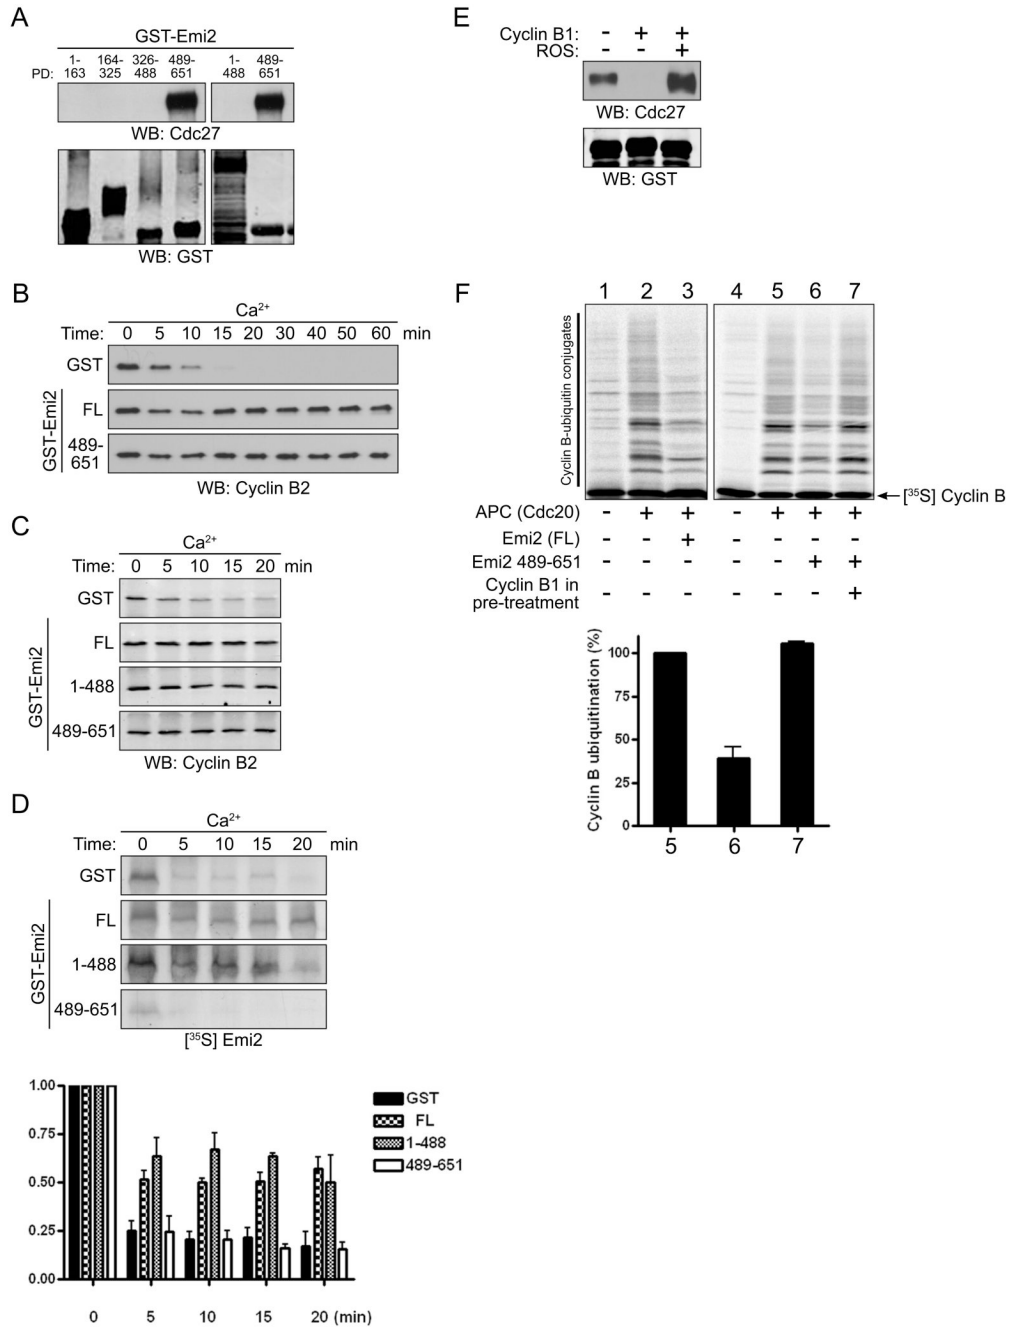 A
GST-Emi2
PD: 1-163 164-325 326-488 489-651 1-488 489-651
WB: Cdc27
WB: GST
B
Ca²⁺
Time: 0 5 10 15 20 30 40 50 60 min
GST
GST-Emi2
FL
489-651
WB: Cyclin B2
C
Ca²⁺
Time: 0 5 10 15 20 min
GST
GST-Emi2
FL
1-488
489-651
WB: Cyclin B2
D
Ca²⁺
Time: 0 5 10 15 20 min
GST
GST-Emi2
FL
1-488
489-651
[³⁵S] Emi2
1.00
0.75
0.50
0.25
0.00
0 5 10 15 20 (min)
GST
FL
1-488
489-651
E
Cyclin B1: - + +
ROS: - - +
WB: Cdc27
WB: GST
F
1 2 3 4 5 6 7
Cyclin B-ubiquitin conjugates
[³⁵S] Cyclin B
APC (Cdc20) - + + - + + +
Emi2 (FL) - - + - - - -
Emi2 489-651 - - - - - + +
Cyclin B1 in
pre-treatment - - - - - - +
Cyclin B ubiquitination (%)
100
75
50
25
0
5 6 7